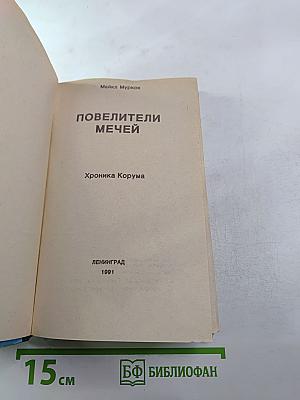 Майкл Муркок
ПОВЕЛИТЕЛИ
МЕЧЕЙ
Хроника Корума
ЛЕНИНГРАД
1991
15 см
БФ БИБЛИОФАН